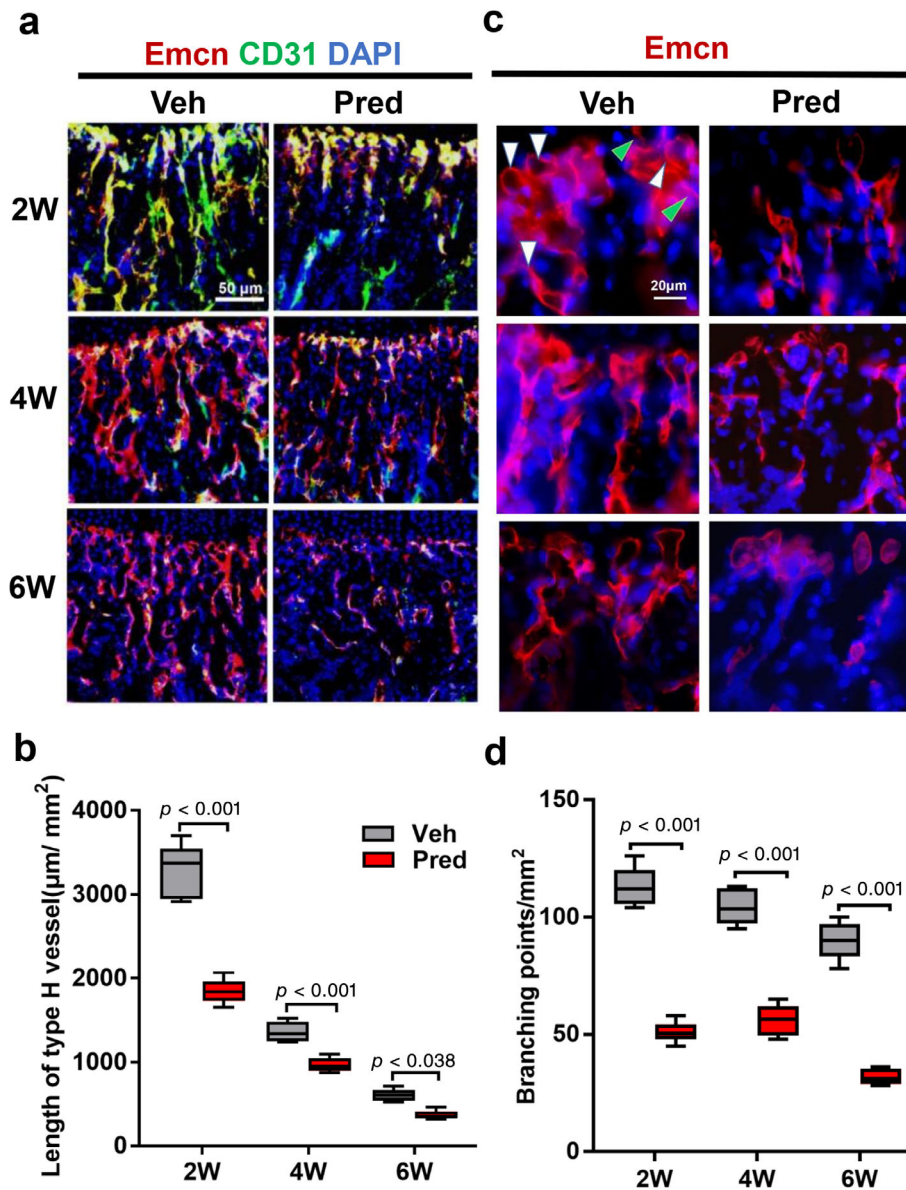 a
Emcn CD31 DAPI
Veh Pred
2W
50 µm
4W
6W
c
Emcn
Veh Pred
20µm
b
Length of type H vessel(µm/ mm²)
4000
3000
2000
1000
0
p < 0.001
p < 0.001
p < 0.038
Veh
Pred
2W 4W 6W
d
Branching points/mm²
150
100
50
0
p < 0.001
p < 0.001
p < 0.001
2W 4W 6W